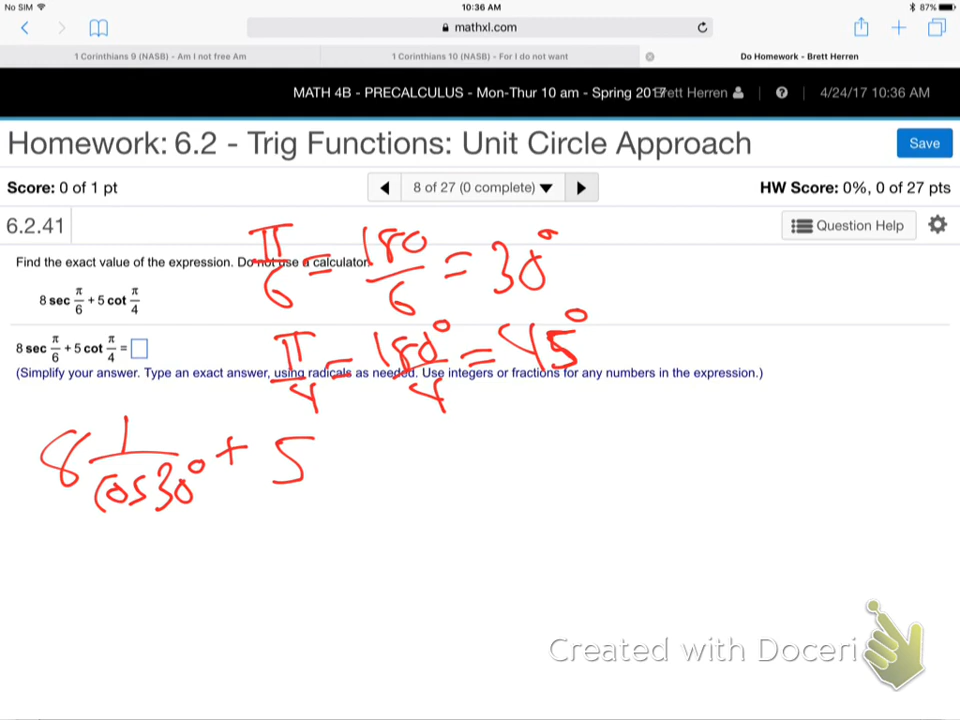 No SIM 10:36 AM 87%
mathxl.com
1 Corinthians 9 (NASB) - Am I not free Am 1 Corinthians 10 (NASB) - For I do not want Do Homework - Brett Herren
MATH 4B - PRECALCULUS - Mon-Thur 10 am - Spring 2017 Brett Herren ? 4/24/17 10:36 AM
Homework: 6.2 - Trig Functions: Unit Circle Approach Save
Score: 0 of 1 pt 8 of 27 (0 complete) HW Score: 0%, 0 of 27 pts
6.2.41 Question Help
π/6 = 180/6 = 30°
Find the exact value of the expression. Do not use a calculator.
8 sec π/6 + 5 cot π/4
π/4 = 180°/4 = 45°
8 sec π/6 + 5 cot π/4 =
(Simplify your answer. Type an exact answer, using radicals as needed. Use integers or fractions for any numbers in the expression.)
8 1/cos30° + 5
Created with Doceri